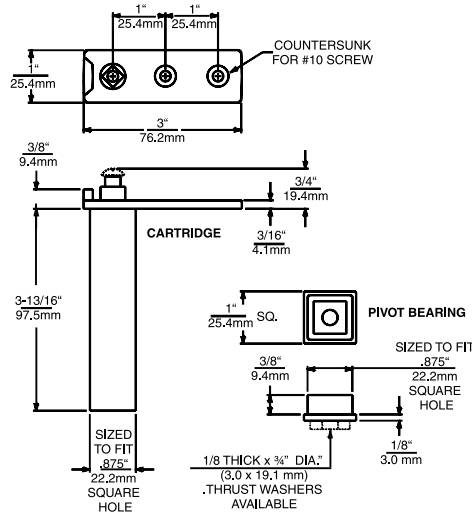 1" 1"
25.4mm 25.4mm
COUNTERSUNK
FOR #10 SCREW
1"
25.4mm
3"
76.2mm
3/8"
9.4mm
3/4"
19.4mm
CARTRIDGE
3/16"
4.1mm
3-13/16"
97.5mm
1"
25.4mm
SQ.
PIVOT BEARING
SIZED TO FIT
.875"
22.2mm
SQUARE
HOLE
3/8"
9.4mm
1/8"
3.0 mm
SIZED
TO FIT
.875"
22.2mm
SQUARE
HOLE
1/8 THICK x ¾" DIA."
(3.0 x 19.1 mm)
.THRUST WASHERS
AVAILABLE